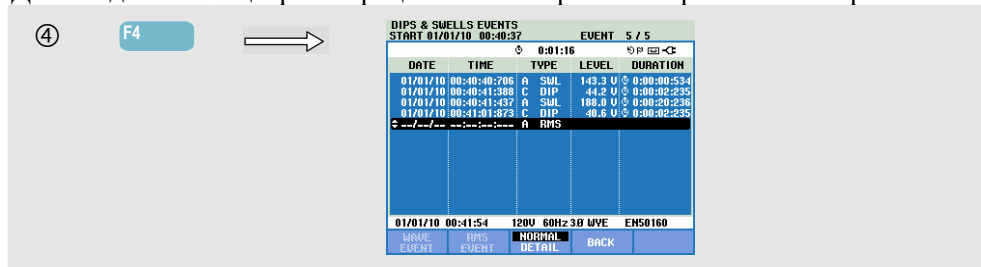 ④ F4
DIPS & SWELLS EVENTS
START 01/01/10 00:40:37 EVENT 5 / 5
0:01:16
DATE TIME TYPE LEVEL DURATION
01/01/10 00:40:40:706 A SWL 143.3 V 0:00:00:534
01/01/10 00:40:41:388 C DIP 44.2 V 0:00:02:235
01/01/10 00:40:41:437 A SWL 188.0 V 0:00:20:236
01/01/10 00:41:01:873 C DIP 40.6 V 0:00:02:235
--/--/-- --:--:--:--- A RMS
01/01/10 00:41:54 120V 60Hz 3Ø WYE EN50160
WAVE EVENT RMS EVENT NORMAL DETAIL BACK